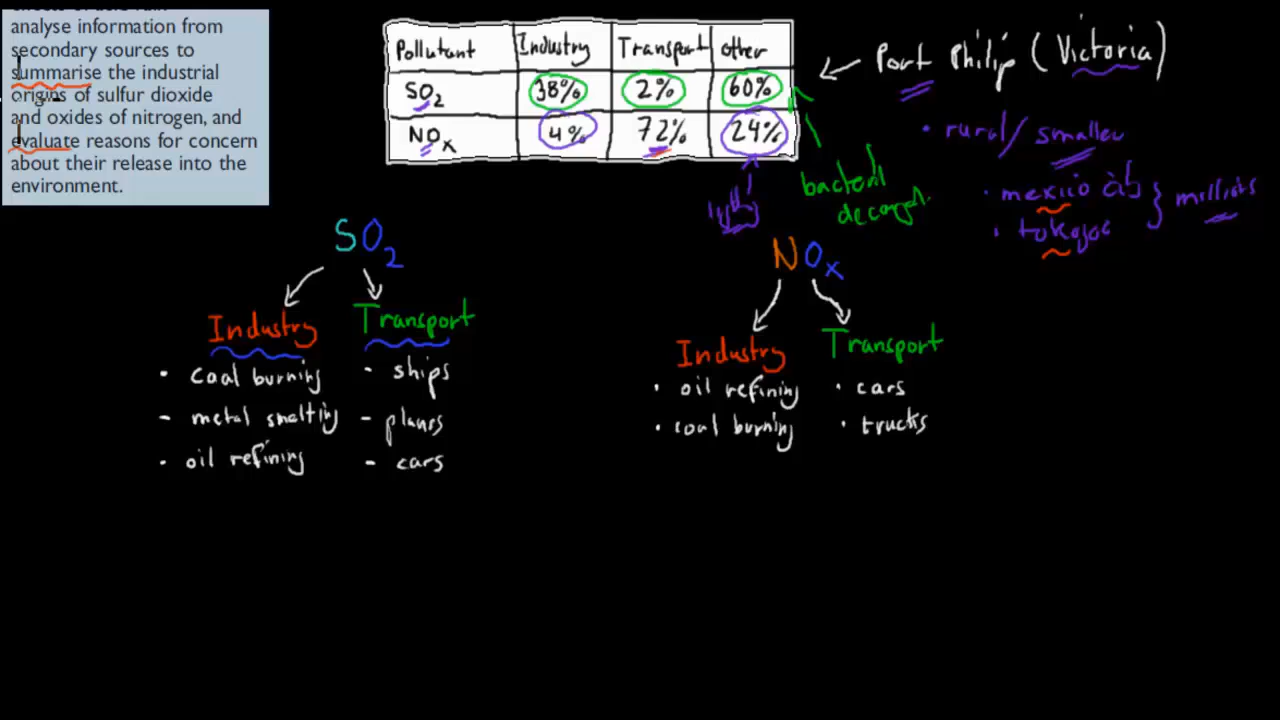 analyse information from
secondary sources to
summarise the industrial
origins of sulfur dioxide
and oxides of nitrogen, and
evaluate reasons for concern
about their release into the
environment.
Pollutant Industry Transport other
SO2 38% 2% 60%
NOx 4% 72% 24%
Port Philip (Victoria)
• rural/smaller
• mexico
} millions
bacterial
SO2
Industry
• coal burning
- metal smelting
• oil refining
Transport
- ships
- planes
- cars
NOx
Industry
• oil refining
• coal burning
Transport
• cars
• trucks